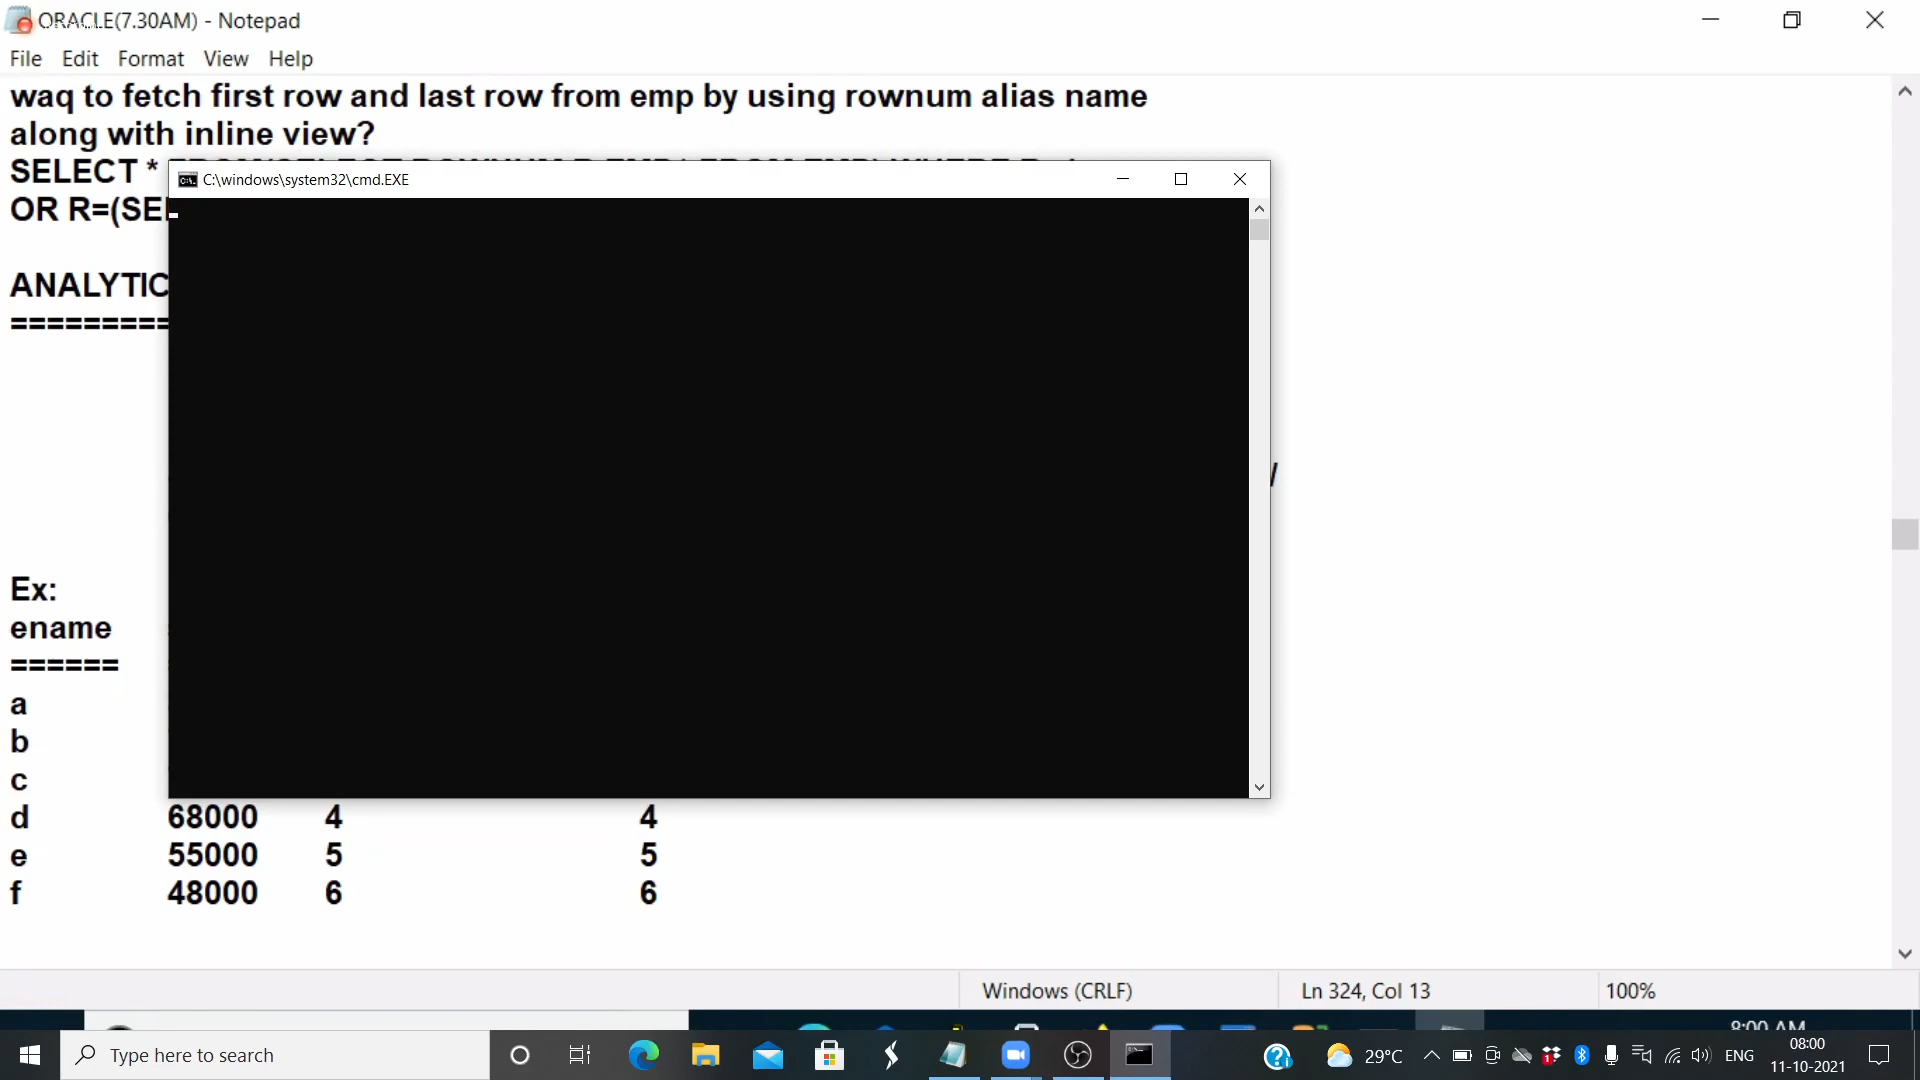 ORACLE(7.30AM) - Notepad
File Edit Format View Help
waq to fetch first row and last row from emp by using rownum alias name
along with inline view?
SELECT *
OR R=(SEL
C:\windows\system32\cmd.EXE
ANALYTIC
==========
/
Ex:
ename
======
a
b
c
d 68000 4 4
e 55000 5 5
f 48000 6 6
Windows (CRLF) Ln 324, Col 13 100%
Type here to search
29°C
ENG
08:00
11-10-2021